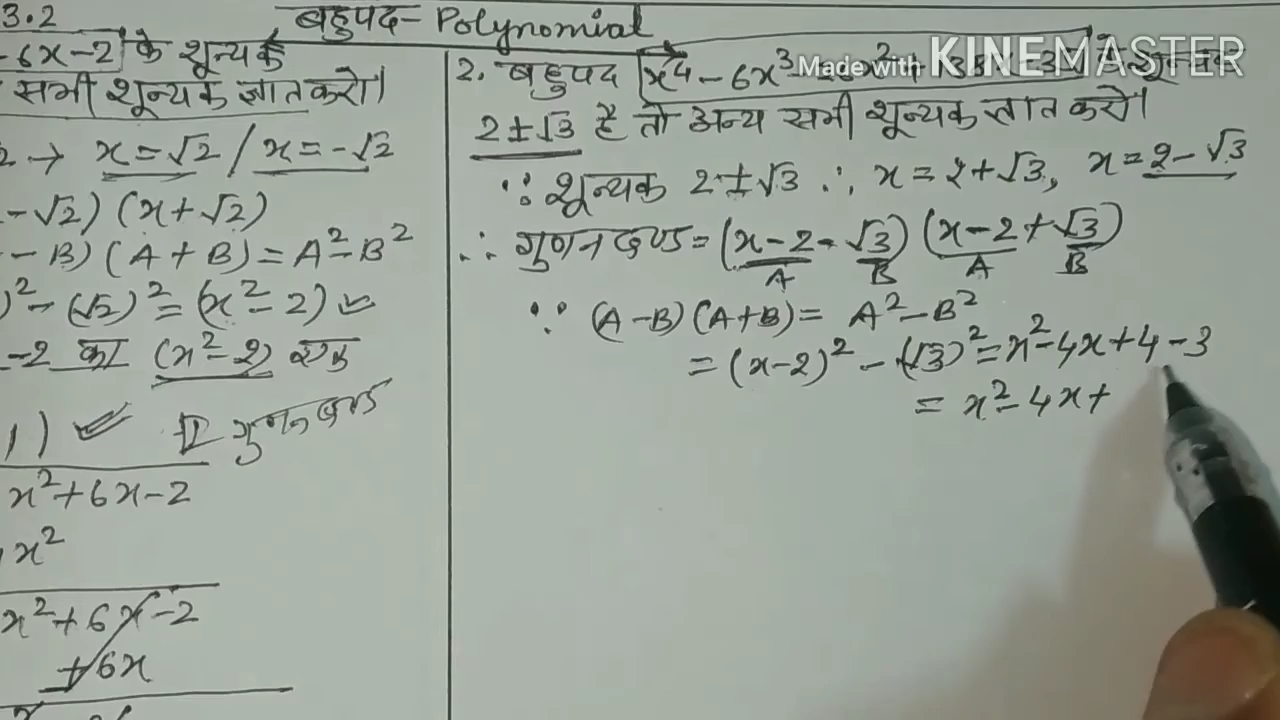 3.2
बहुपद - Polynomial
-6x-2 के शून्यक
सभी शून्यक ज्ञात करो।
2 → x=√2 / x=-√2
-√2) (x+√2)
-B) (A+B)=A²-B²
)²-(√2)²=(x²-2)
-2 का (x²-2) एक
गुणनखण्ड
1)
x²+6x-2
x²
x²+6x-2
+6x
2. बहुपद x⁴-6x³
Made with KINEMASTER
2±√3 है तो अन्य सभी शून्यक ज्ञात करो।
∵ शून्यक 2±√3 ∴ x=2+√3, x=2-√3
∴ गुणनखण्ड=(x-2-√3) (x-2+√3)
A B A B
∵ (A-B)(A+B)= A²-B²
=(x-2)²-(√3)²=x²-4x+4-3
= x²-4x+